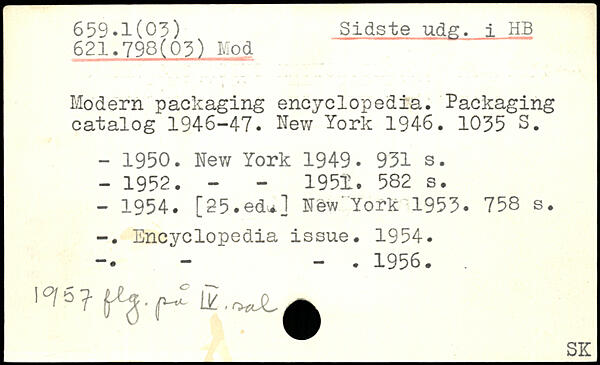 659.1(03) Sidste udg. i HB
621.798(03) Mod
Modern packaging encyclopedia. Packaging
catalog 1946-47. New York 1946. 1035 S.
- 1950. New York 1949. 931 s.
- 1952. - - 1951. 582 s.
- 1954. [25.ed.] New York 1953. 758 s.
-. Encyclopedia issue. 1954.
-. - - . 1956.
1957 flg. på IV. sal
SK